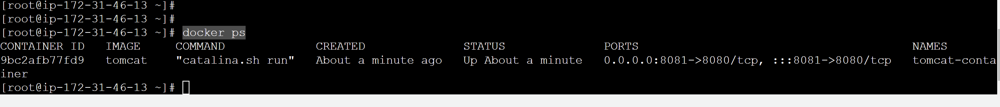 [root@ip-172-31-46-13 ~]#
[root@ip-172-31-46-13 ~]#
[root@ip-172-31-46-13 ~]# docker ps
CONTAINER ID   IMAGE     COMMAND             CREATED              STATUS              PORTS                                       NAMES
9bc2afb77fd9   tomcat    "catalina.sh run"   About a minute ago   Up About a minute   0.0.0.0:8081->8080/tcp, :::8081->8080/tcp   tomcat-conta
iner
[root@ip-172-31-46-13 ~]#